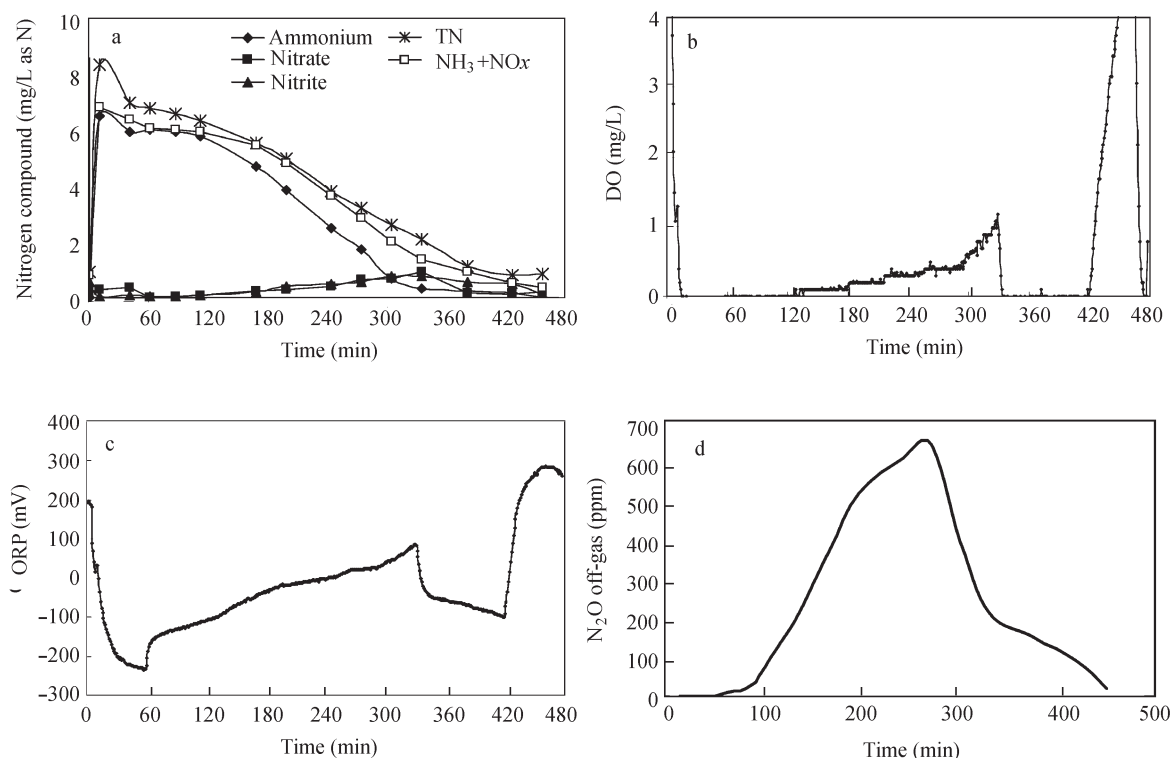 a
Ammonium
Nitrate
Nitrite
TN
NH3+NOx
Nitrogen compound (mg/L as N)
10
8
6
4
2
0
0 60 120 180 240 300 360 420 480
Time (min)
b
DO (mg/L)
4
3
2
1
0
0 60 120 180 240 300 360 420 480
Time (min)
c
ORP (mV)
400
300
200
100
0
−100
−200
−300
0 60 120 180 240 300 360 420 480
Time (min)
d
N2O off-gas (ppm)
700
600
500
400
300
200
100
0
0 100 200 300 400 500
Time (min)